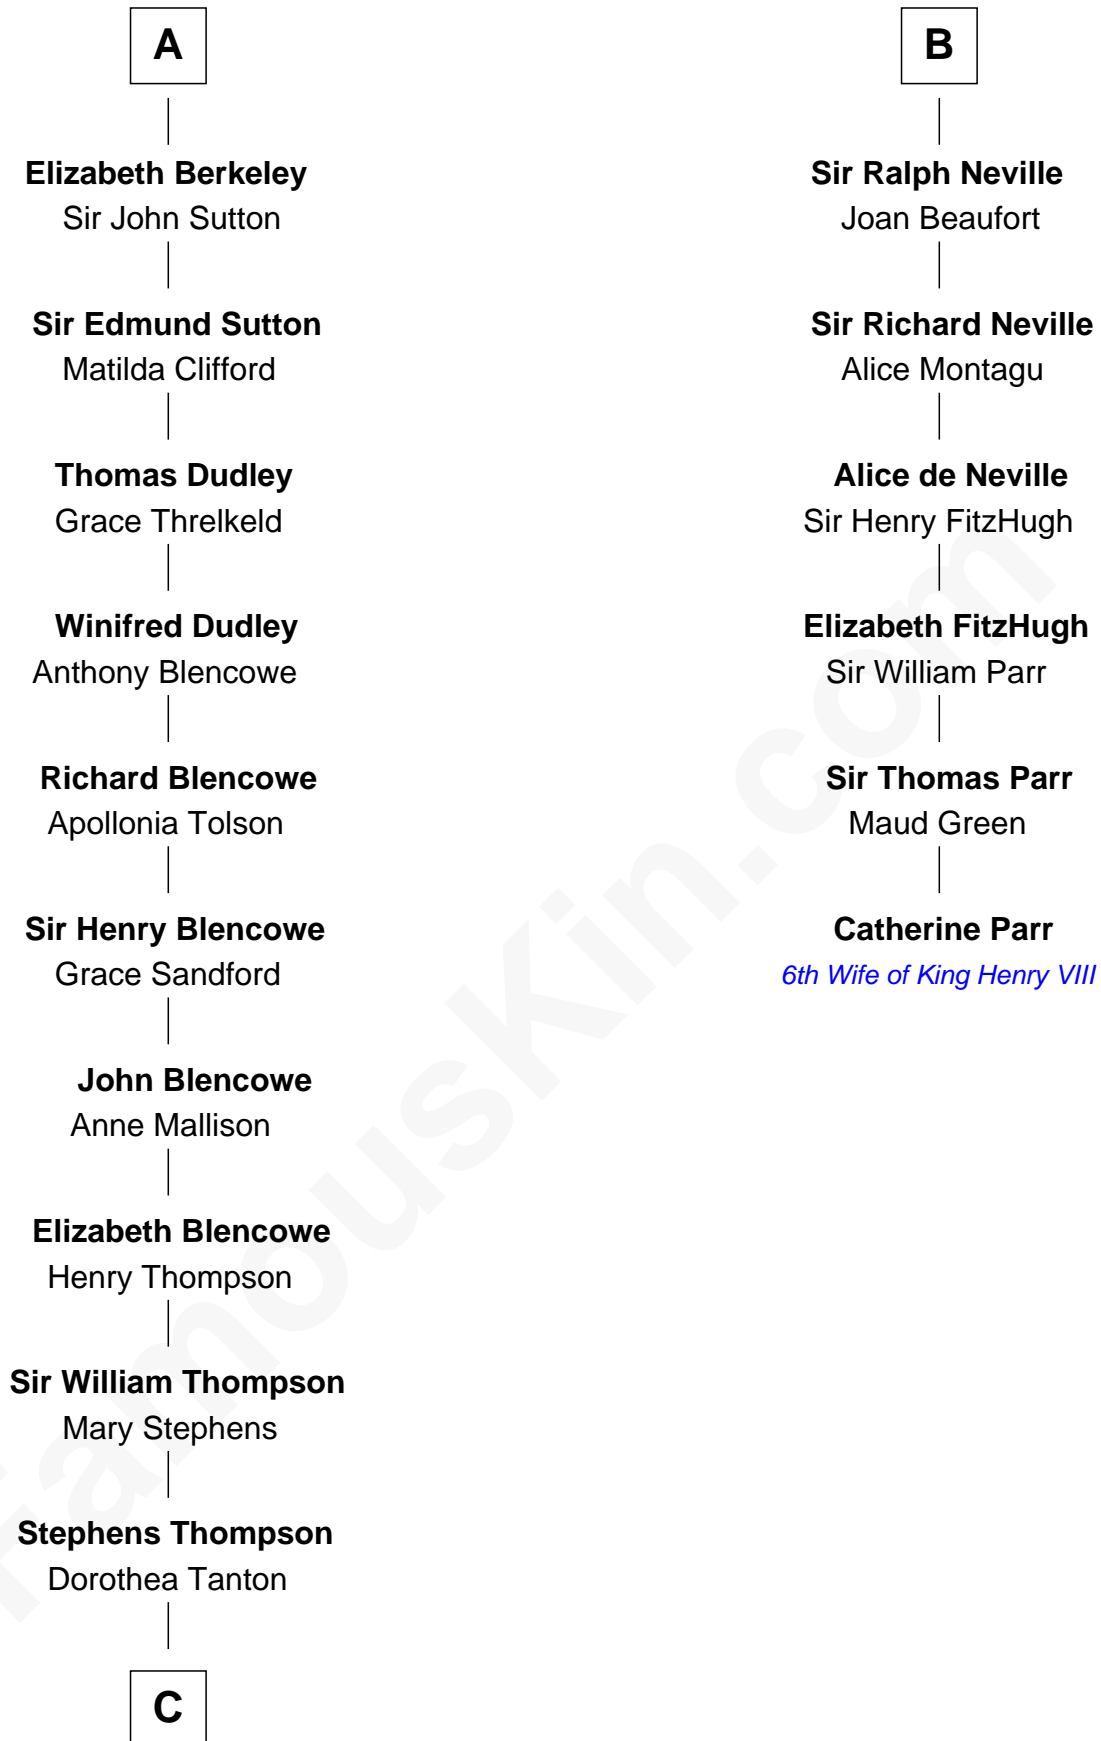 A
Elizabeth Berkeley
Sir John Sutton
Sir Edmund Sutton
Matilda Clifford
Thomas Dudley
Grace Threlkeld
Winifred Dudley
Anthony Blencowe
Richard Blencowe
Apollonia Tolson
Sir Henry Blencowe
Grace Sandford
John Blencowe
Anne Mallison
Elizabeth Blencowe
Henry Thompson
Sir William Thompson
Mary Stephens
Stephens Thompson
Dorothea Tanton
C
B
Sir Ralph Neville
Joan Beaufort
Sir Richard Neville
Alice Montagu
Alice de Neville
Sir Henry FitzHugh
Elizabeth FitzHugh
Sir William Parr
Sir Thomas Parr
Maud Green
Catherine Parr
6th Wife of King Henry VIII
FamousKin.com